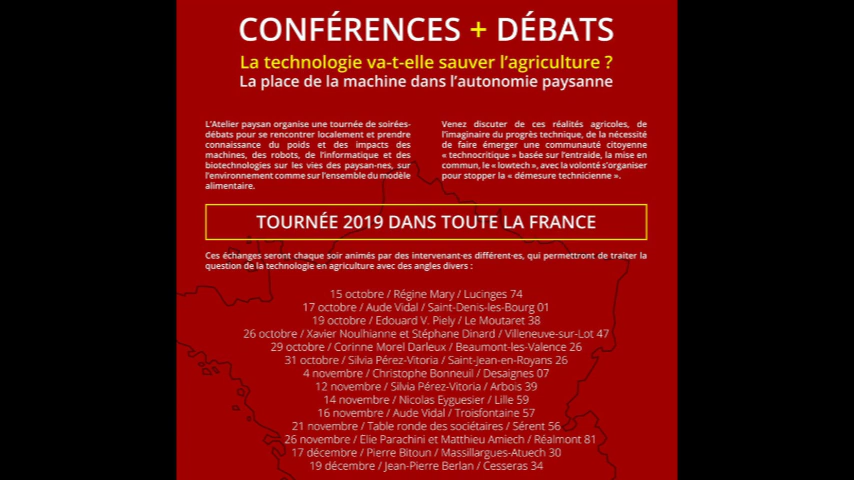 CONFÉRENCES + DÉBATS
La technologie va-t-elle sauver l'agriculture ?
La place de la machine dans l'autonomie paysanne
L'Atelier paysan organise une tournée de soirées-
débats pour se rencontrer localement et prendre
connaissance du poids et des impacts des
machines, des robots, de l'informatique et des
biotechnologies sur les vies des paysan·nes, sur
l'environnement comme sur l'ensemble du modèle
alimentaire.
Venez discuter de ces réalités agricoles, de
l'imaginaire du progrès technique, de la nécessité
de faire émerger une communauté citoyenne
« technocritique » basée sur l'entraide, la mise en
commun, le « lowtech », avec la volonté s'organiser
pour stopper la « démesure technicienne ».
TOURNÉE 2019 DANS TOUTE LA FRANCE
Ces échanges seront chaque soir animés par des intervenant·es différent·es, qui permettront de traiter la
question de la technologie en agriculture avec des angles divers :
15 octobre / Régine Mary / Lucinges 74
17 octobre / Aude Vidal / Saint-Denis-les-Bourg 01
19 octobre / Edouard V. Piely / Le Moutaret 38
26 octobre / Xavier Noulhianne et Stéphane Dinard / Villeneuve-sur-Lot 47
29 octobre / Corinne Morel Darleux / Beaumont-les-Valence 26
31 octobre / Silvia Pérez-Vitoria / Saint-Jean-en-Royans 26
4 novembre / Christophe Bonneuil / Desaignes 07
12 novembre / Silvia Pérez-Vitoria / Arbois 39
14 novembre / Nicolas Eyguesier / Lille 59
16 novembre / Aude Vidal / Troisfontaine 57
21 novembre / Table ronde des sociétaires / Sérent 56
26 novembre / Elie Parachini et Matthieu Amiech / Réalmont 81
17 décembre / Pierre Bitoun / Massillargues-Atuech 30
19 décembre / Jean-Pierre Berlan / Cesseras 34